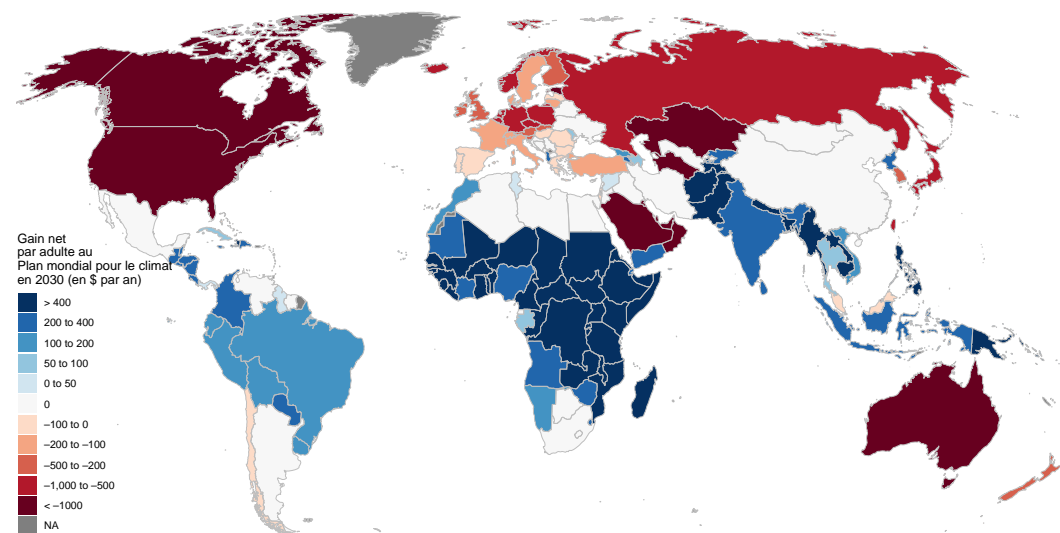 Gain net
par adulte au
Plan mondial pour le climat
en 2030 (en $ par an)
> 400
200 to 400
100 to 200
50 to 100
0 to 50
0
–100 to 0
–200 to –100
–500 to –200
–1,000 to –500
< –1000
NA